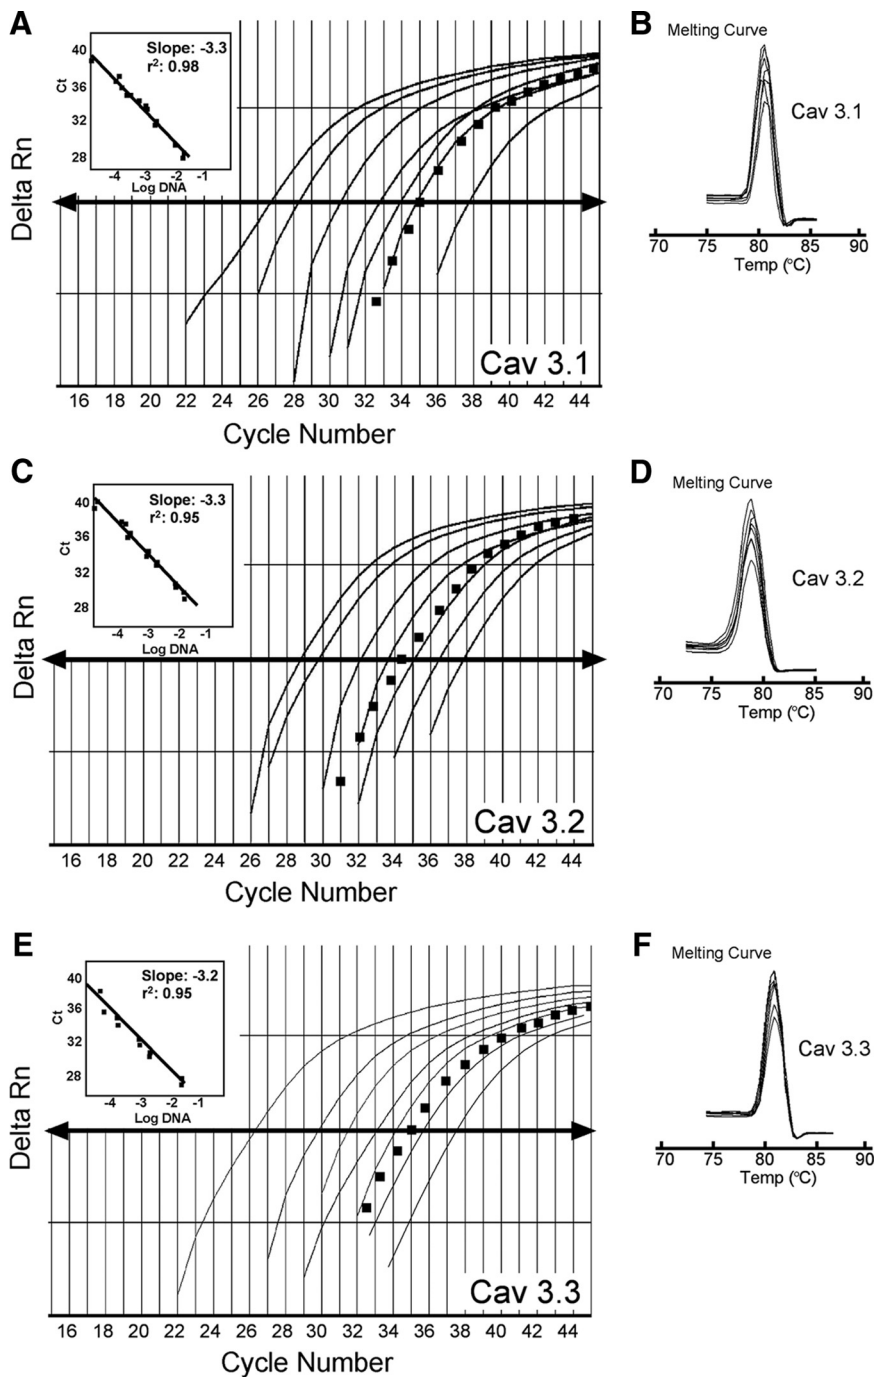 A
Slope: -3.3
r²: 0.98
Ct
40
36
32
28
-4 -3 -2 -1
Log DNA
Delta Rn
Cav 3.1
16 18 20 22 24 26 28 30 32 34 36 38 40 42 44
Cycle Number
B
Melting Curve
Cav 3.1
70 75 80 85 90
Temp (°C)
C
Slope: -3.3
r²: 0.95
Ct
40
36
32
28
-4 -3 -2 -1
Log DNA
Delta Rn
Cav 3.2
16 18 20 22 24 26 28 30 32 34 36 38 40 42 44
Cycle Number
D
Melting Curve
Cav 3.2
70 75 80 85 90
Temp (°C)
E
Slope: -3.2
r²: 0.95
Ct
40
36
32
28
-4 -3 -2 -1
Log DNA
Delta Rn
Cav 3.3
16 18 20 22 24 26 28 30 32 34 36 38 40 42 44
Cycle Number
F
Melting Curve
Cav 3.3
70 75 80 85 90
Temp (°C)